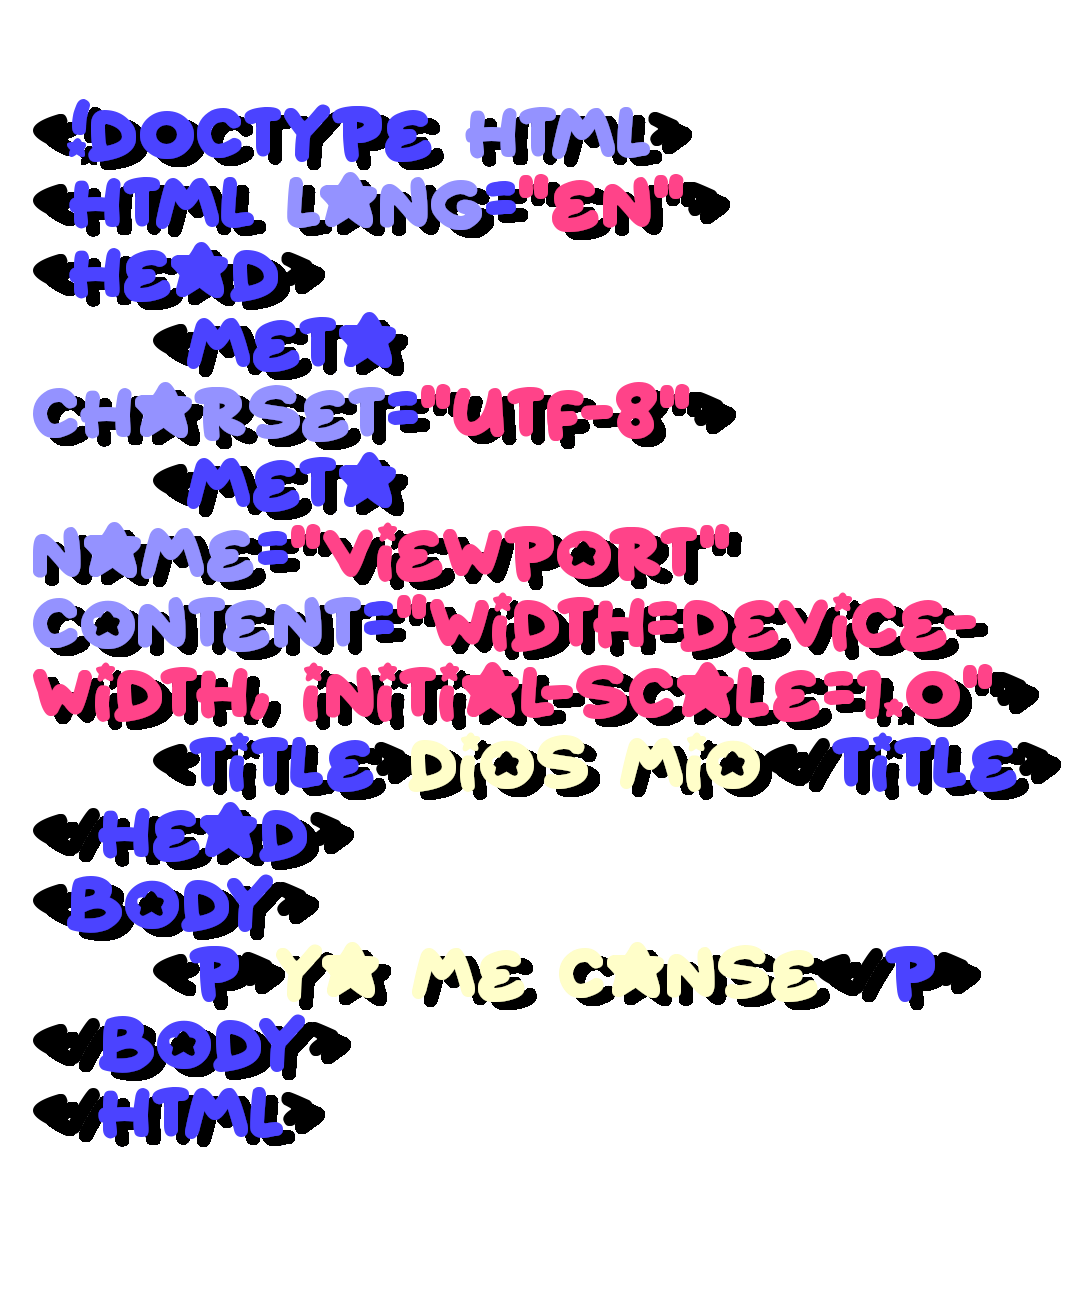 <!DOCTYPE HTML>
<HTML LANG="EN">
<HEAD>
<META
CHARSET="UTF-8">
<META
NAME="ViEWPORT"
CONTENT="WiDTH=DEViCE-
WiDTH, iNiTiAL-SCALE=1.0">
<TiTLE>DiOS MiO</TiTLE>
</HEAD>
<BODY>
<P>YA ME CANSE</P>
</BODY>
</HTML>